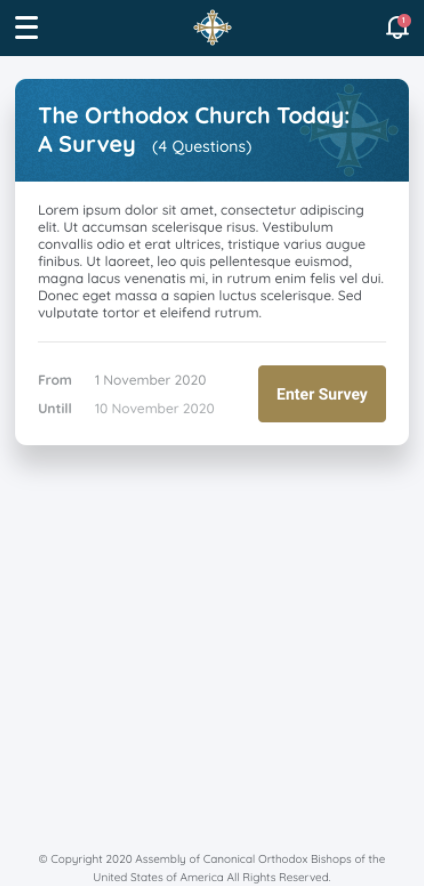 1
The Orthodox Church Today:
A Survey (4 Questions)
Lorem ipsum dolor sit amet, consectetur adipiscing
elit. Ut accumsan scelerisque risus. Vestibulum
convallis odio et erat ultrices, tristique varius augue
finibus. Ut laoreet, leo quis pellentesque euismod,
magna lacus venenatis mi, in rutrum enim felis vel dui.
Donec eget massa a sapien luctus scelerisque. Sed
vulputate tortor et eleifend rutrum.
From 1 November 2020
Untill 10 November 2020
Enter Survey
© Copyright 2020 Assembly of Canonical Orthodox Bishops of the
United States of America All Rights Reserved.